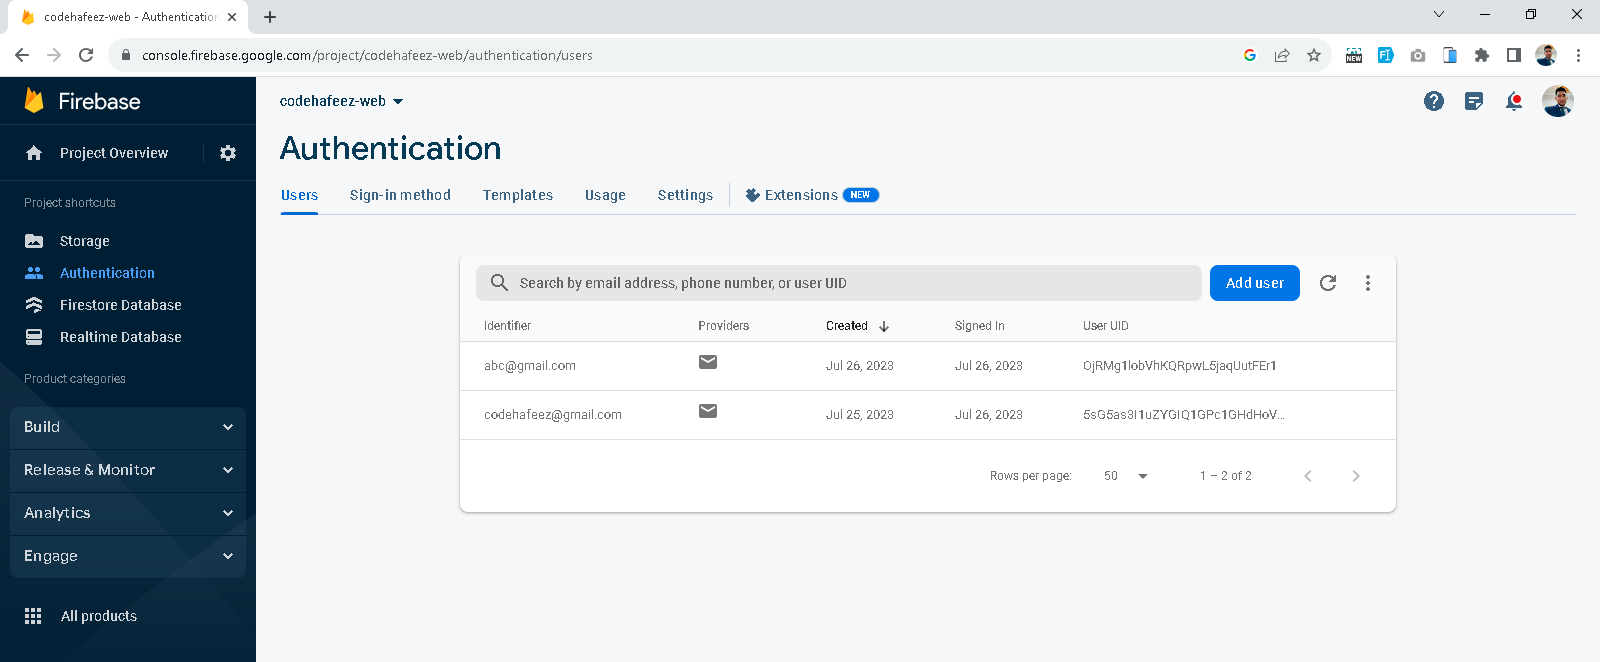 codehafeez-web - Authentication
console.firebase.google.com/project/codehafeez-web/authentication/users
NEW
Firebase
codehafeez-web
Project Overview
Authentication
Users Sign-in method Templates Usage Settings Extensions NEW
Project shortcuts
Storage
Authentication
Firestore Database
Realtime Database
Product categories
Build
Release & Monitor
Analytics
Engage
All products
Search by email address, phone number, or user UID Add user
Identifier Providers Created Signed In User UID
abc@gmail.com Jul 26, 2023 Jul 26, 2023 OjRMg1lobVhKQRpwL5jaqUutFEr1
codehafeez@gmail.com Jul 25, 2023 Jul 26, 2023 5sG5as3I1uZYGIQ1GPc1GHdHoV...
Rows per page: 50 1 – 2 of 2